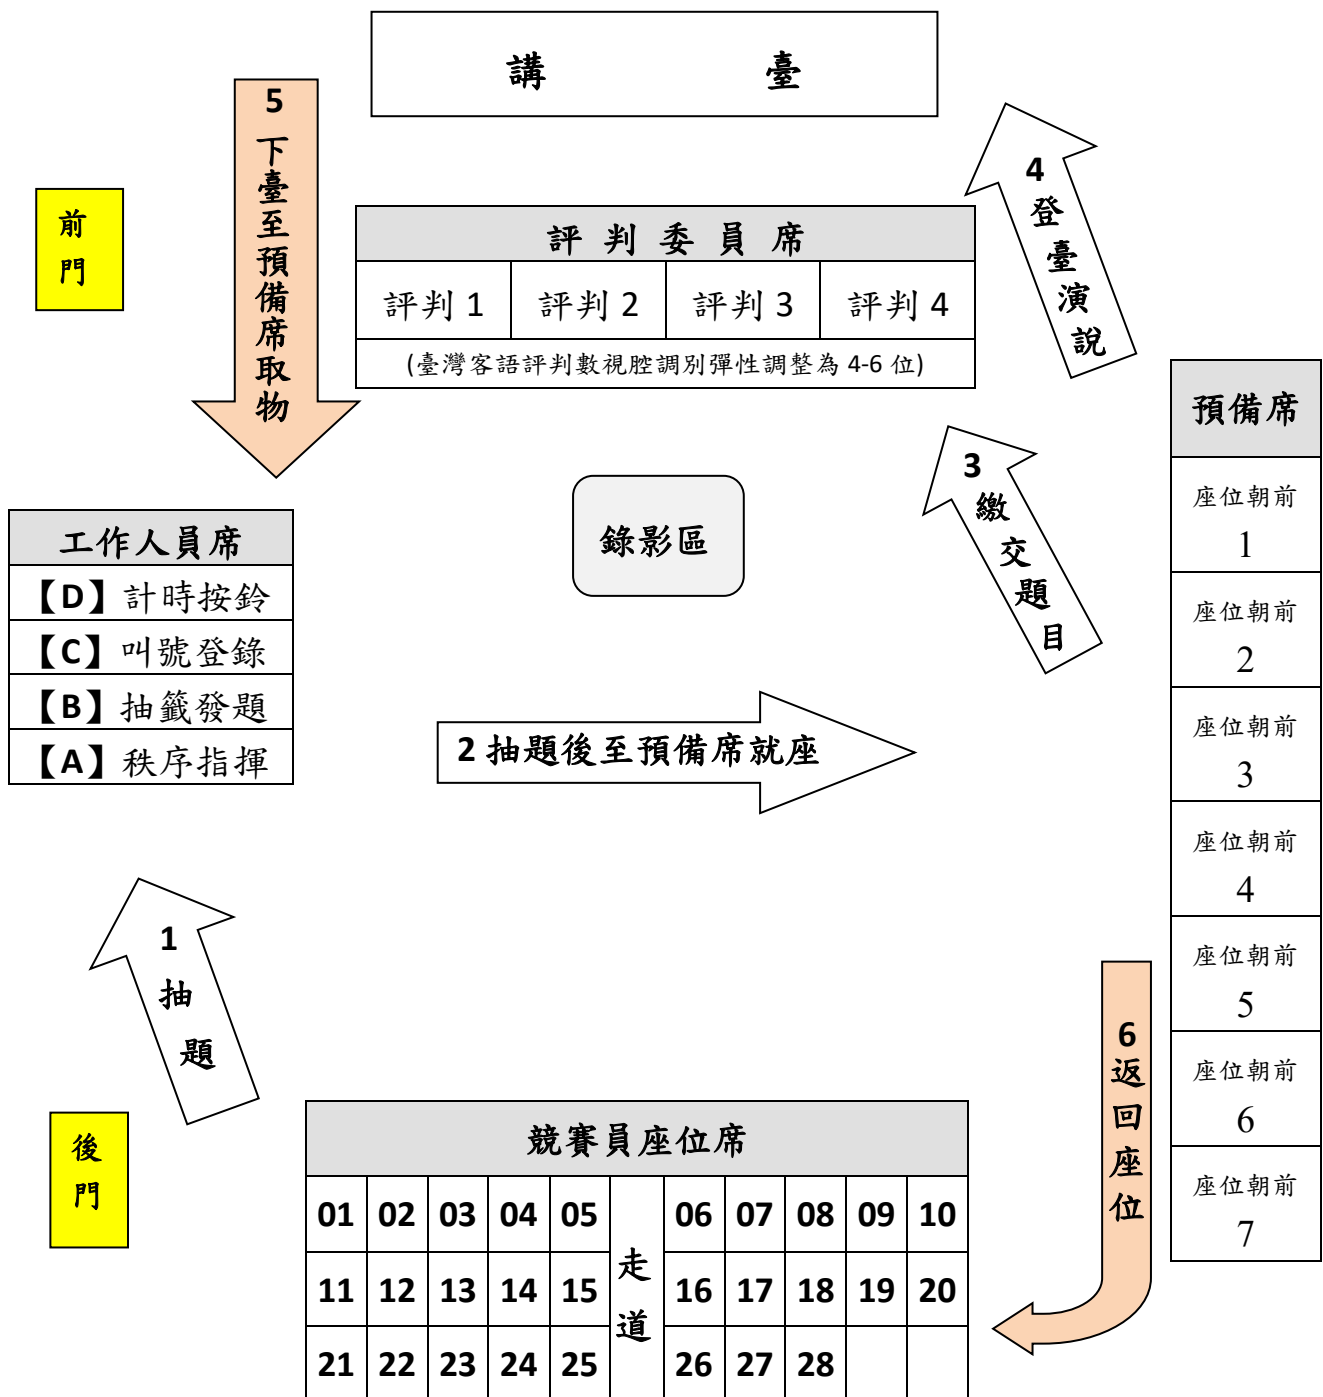 講 臺
5
下臺至預備席取物
前門
評 判 委 員 席
評判 1 評判 2 評判 3 評判 4
(臺灣客語評判數視腔調別彈性調整為 4-6 位)
4
登臺演說
預備席
座位朝前
1
座位朝前
2
座位朝前
3
座位朝前
4
座位朝前
5
座位朝前
6
座位朝前
7
3
繳交題目
錄影區
工作人員席
【D】計時按鈴
【C】叫號登錄
【B】抽籤發題
【A】秩序指揮
2 抽題後至預備席就座
1
抽題
6
返回座位
後門
競賽員座位席
01 02 03 04 05 06 07 08 09 10
走道
11 12 13 14 15 16 17 18 19 20
21 22 23 24 25 26 27 28